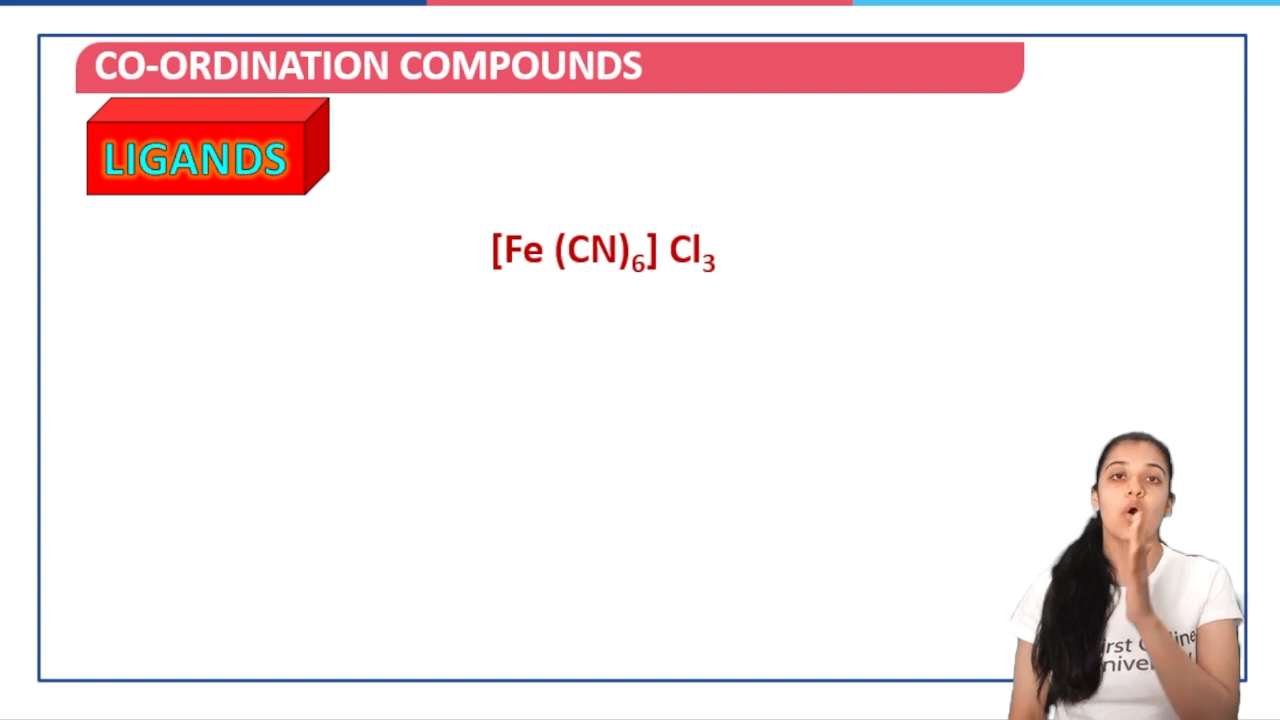 CO-ORDINATION COMPOUNDS
LIGANDS
[Fe (CN)₆] Cl₃